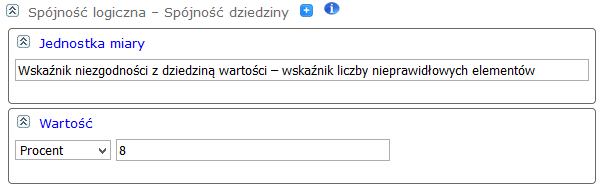 Spójność logiczna – Spójność dziedziny
Jednostka miary
Wskaźnik niezgodności z dziedziną wartości – wskaźnik liczby nieprawidłowych elementów
Wartość
Procent 8